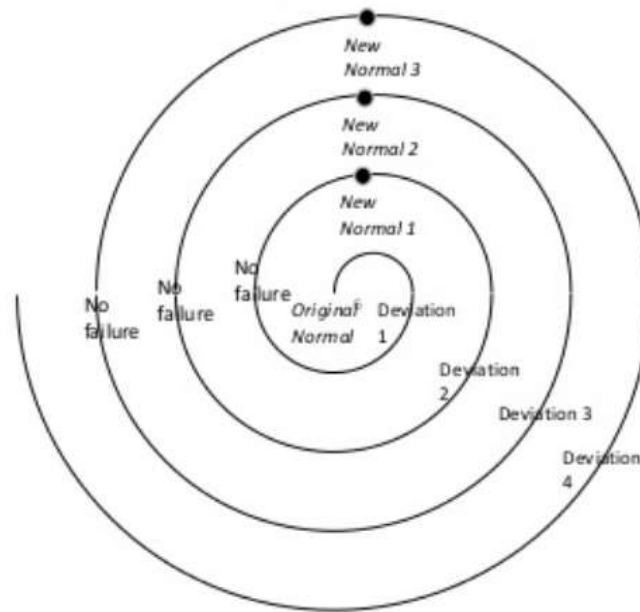 New
Normal 3
New
Normal 2
New
Normal 1
No
failure
No
failure
No
failure
Original
Normal
Deviation
1
Deviation
2
Deviation 3
Deviation
4